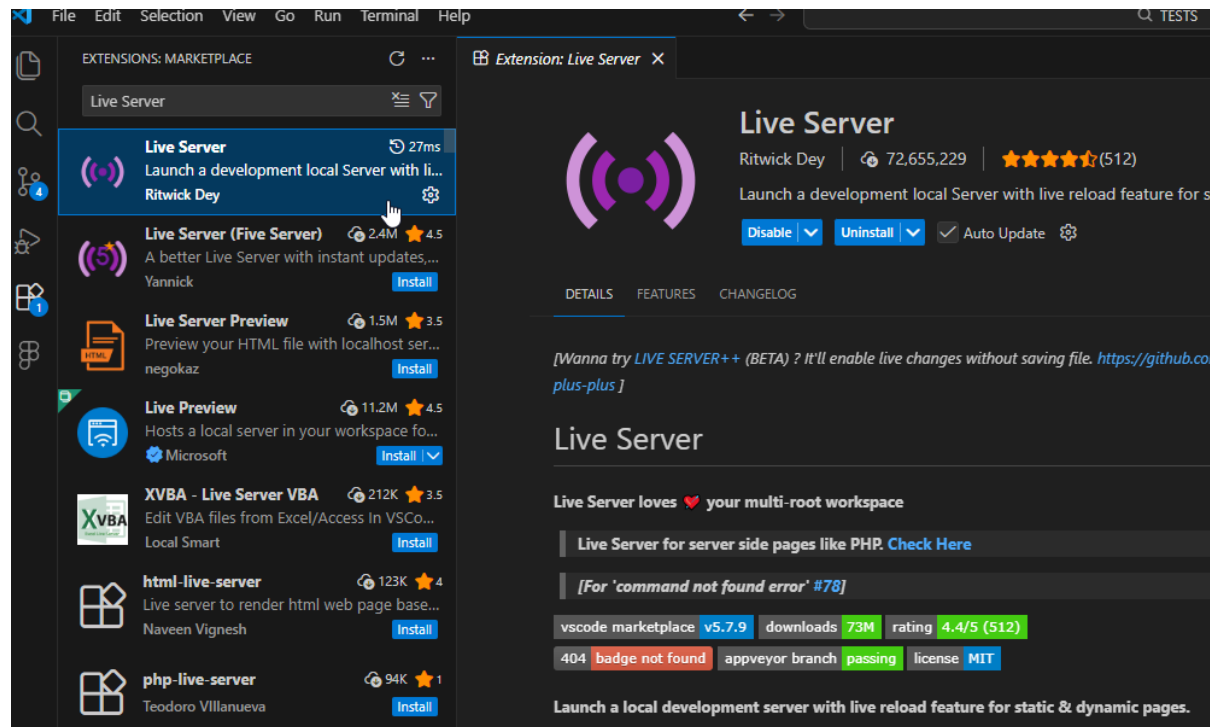 File Edit Selection View Go Run Terminal Help
TESTS
EXTENSIONS: MARKETPLACE
Live Server
Live Server 27ms
Launch a development local Server with li...
Ritwick Dey
Live Server (Five Server) 2.4M 4.5
A better Live Server with instant updates,...
Yannick Install
Live Server Preview 1.5M 3.5
Preview your HTML file with localhost ser...
negokaz Install
Live Preview 11.2M 4.5
Hosts a local server in your workspace fo...
Microsoft Install
XVBA - Live Server VBA 212K 3.5
Edit VBA files from Excel/Access In VSCo...
Local Smart Install
html-live-server 123K 4
Live server to render html web page base...
Naveen Vignesh Install
php-live-server 94K 1
Teodoro VIllanueva Install
4
1
(5)
HTML
XVBA
Extension: Live Server
Live Server
Ritwick Dey 72,655,229 (512)
Launch a development local Server with live reload feature for s
Disable Uninstall Auto Update
DETAILS FEATURES CHANGELOG
[Wanna try LIVE SERVER++ (BETA) ? It'll enable live changes without saving file. https://github.co
plus-plus ]
Live Server
Live Server loves your multi-root workspace
Live Server for server side pages like PHP. Check Here
[For 'command not found error' #78]
vscode marketplace v5.7.9 downloads 73M rating 4.4/5 (512)
404 badge not found appveyor branch passing license MIT
Launch a local development server with live reload feature for static & dynamic pages.